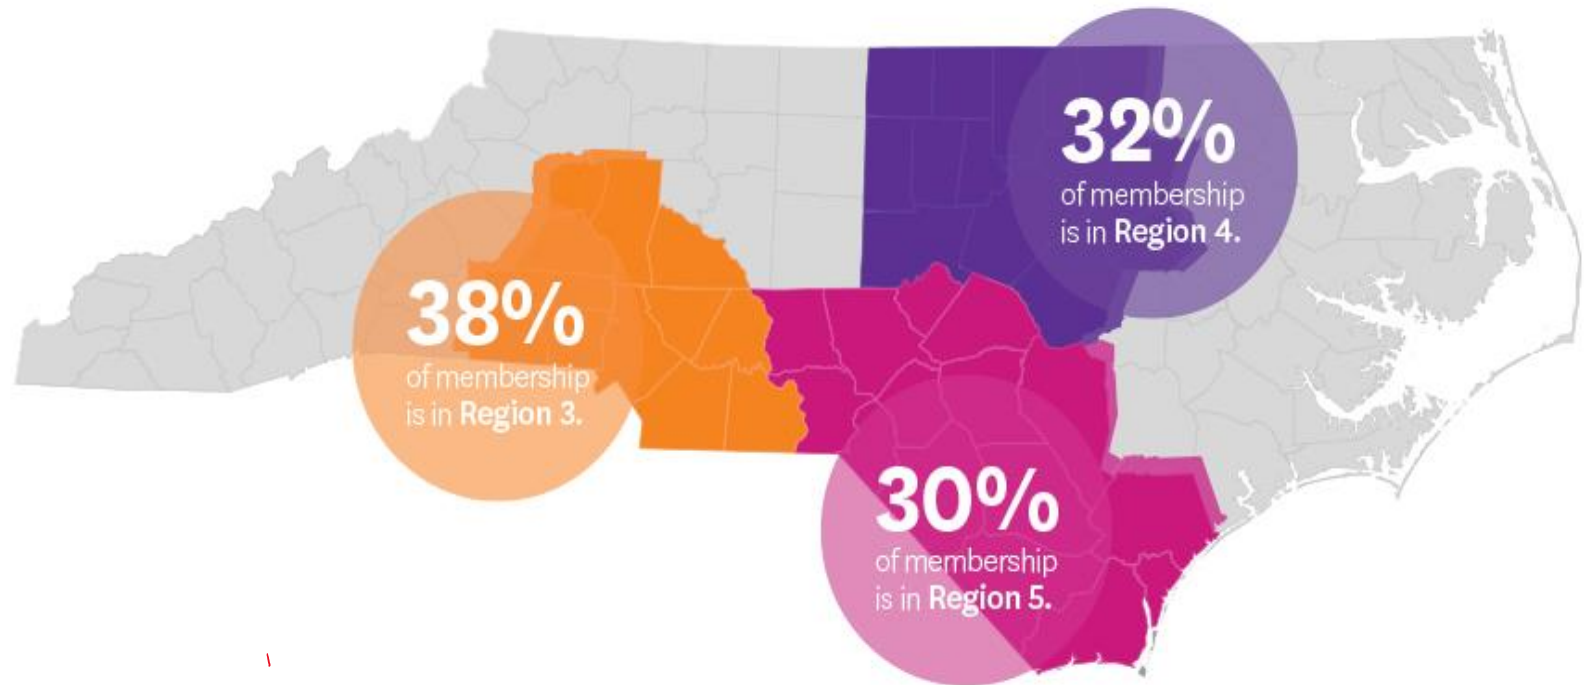 32%
of membership
is in Region 4.
38%
of membership
is in Region 3.
30%
of membership
is in Region 5.